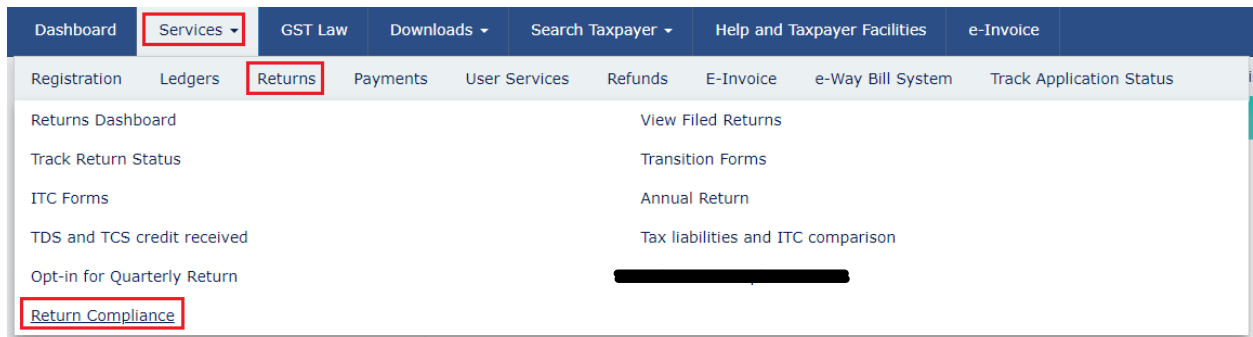 Dashboard Services GST Law Downloads Search Taxpayer Help and Taxpayer Facilities e-Invoice
Registration Ledgers Returns Payments User Services Refunds E-Invoice e-Way Bill System Track Application Status
Returns Dashboard View Filed Returns
Track Return Status Transition Forms
ITC Forms Annual Return
TDS and TCS credit received Tax liabilities and ITC comparison
Opt-in for Quarterly Return
Return Compliance